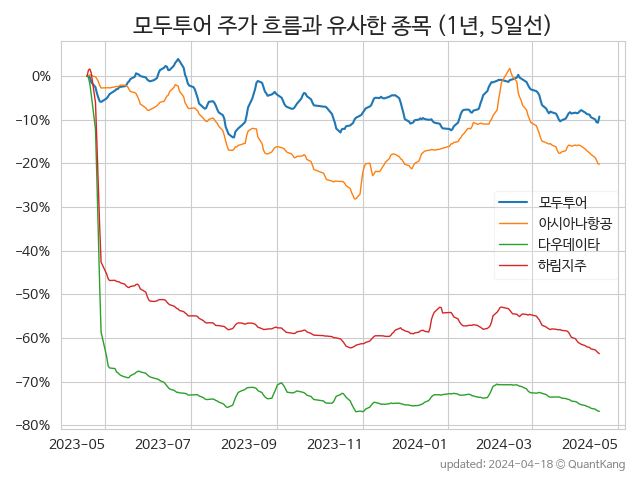 모두투어 주가 흐름과 유사한 종목 (1년, 5일선)
0%
−10%
−20%
−30%
−40%
−50%
−60%
−70%
−80%
모두투어
아시아나항공
다우데이타
하림지주
2023-05 2023-07 2023-09 2023-11 2024-01 2024-03 2024-05
updated: 2024-04-18 © QuantKang